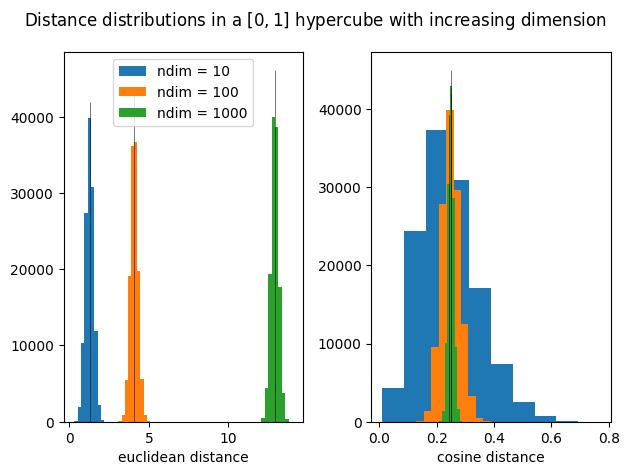 Distance distributions in a [0, 1] hypercube with increasing dimension
ndim = 10
ndim = 100
ndim = 1000
40000
30000
20000
10000
0
0 5 10
euclidean distance
40000
30000
20000
10000
0
0.0 0.2 0.4 0.6 0.8
cosine distance